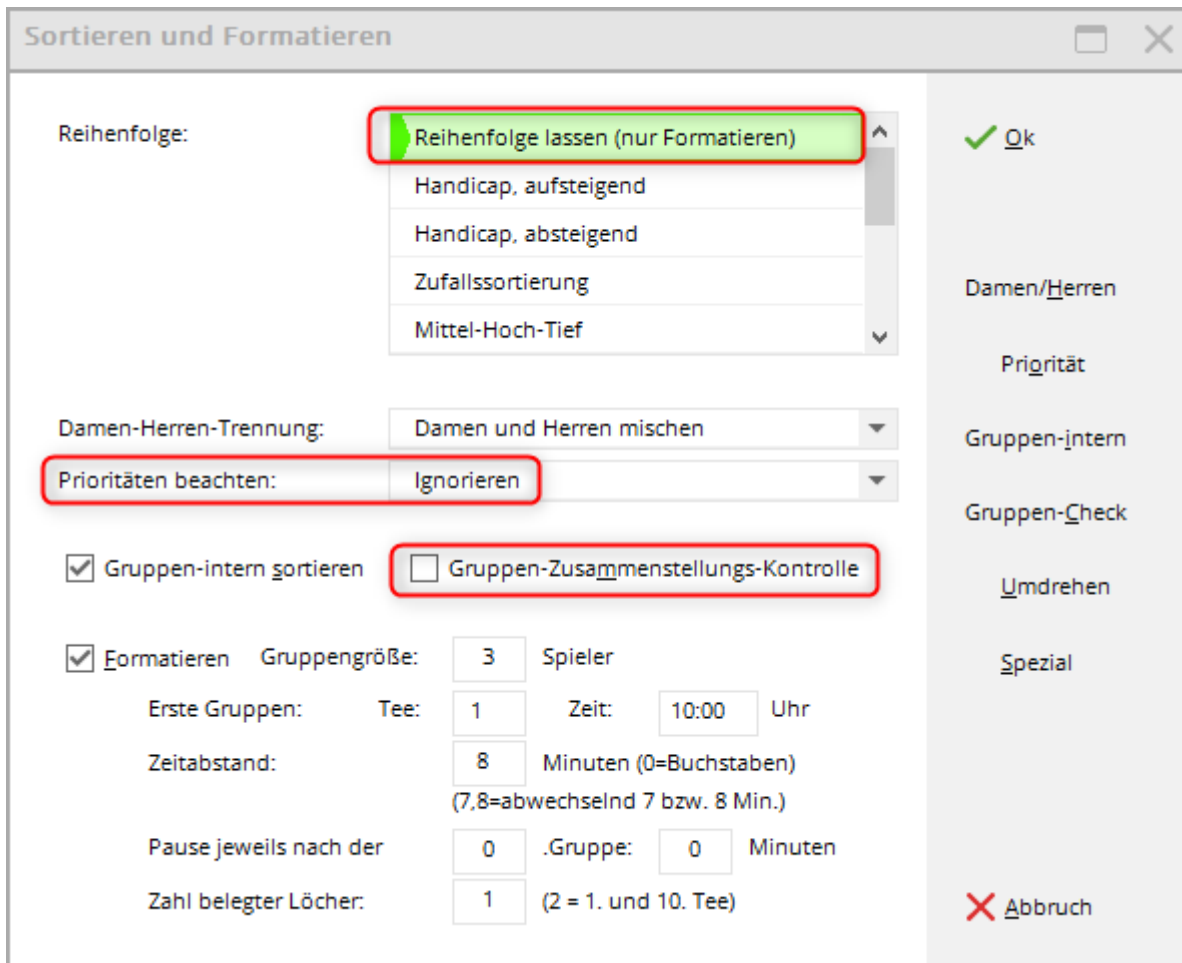 Sortieren und Formatieren
Reihenfolge:
Reihenfolge lassen (nur Formatieren)
Handicap, aufsteigend
Handicap, absteigend
Zufallssortierung
Mittel-Hoch-Tief
Damen-Herren-Trennung: Damen und Herren mischen
Prioritäten beachten: Ignorieren
Gruppen-intern sortieren Gruppen-Zusammenstellungs-Kontrolle
Formatieren Gruppengröße: 3 Spieler
Erste Gruppen: Tee: 1 Zeit: 10:00 Uhr
Zeitabstand: 8 Minuten (0=Buchstaben)
(7,8=abwechselnd 7 bzw. 8 Min.)
Pause jeweils nach der 0 .Gruppe: 0 Minuten
Zahl belegter Löcher: 1 (2 = 1. und 10. Tee)
Ok
Damen/Herren
Priorität
Gruppen-intern
Gruppen-Check
Umdrehen
Spezial
Abbruch